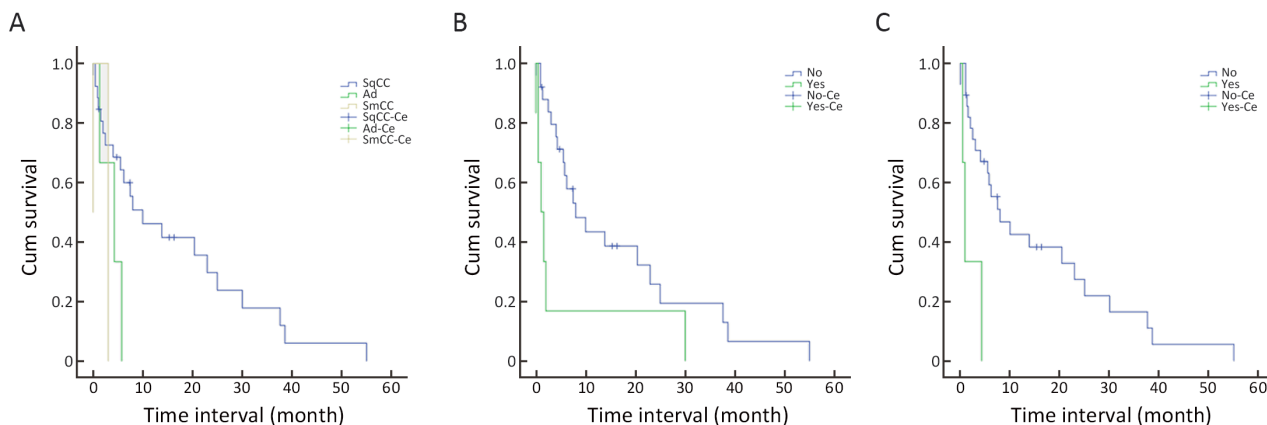 A
Cum survival
1.0
0.8
0.6
0.4
0.2
0
0 10 20 30 40 50 60
Time interval (month)
SqCC
Ad
SmCC
SqCC-Ce
Ad-Ce
SmCC-Ce
B
Cum survival
1.0
0.8
0.6
0.4
0.2
0
0 10 20 30 40 50 60
Time interval (month)
No
Yes
No-Ce
Yes-Ce
C
Cum survival
1.0
0.8
0.6
0.4
0.2
0
0 10 20 30 40 50 60
Time interval (month)
No
Yes
No-Ce
Yes-Ce